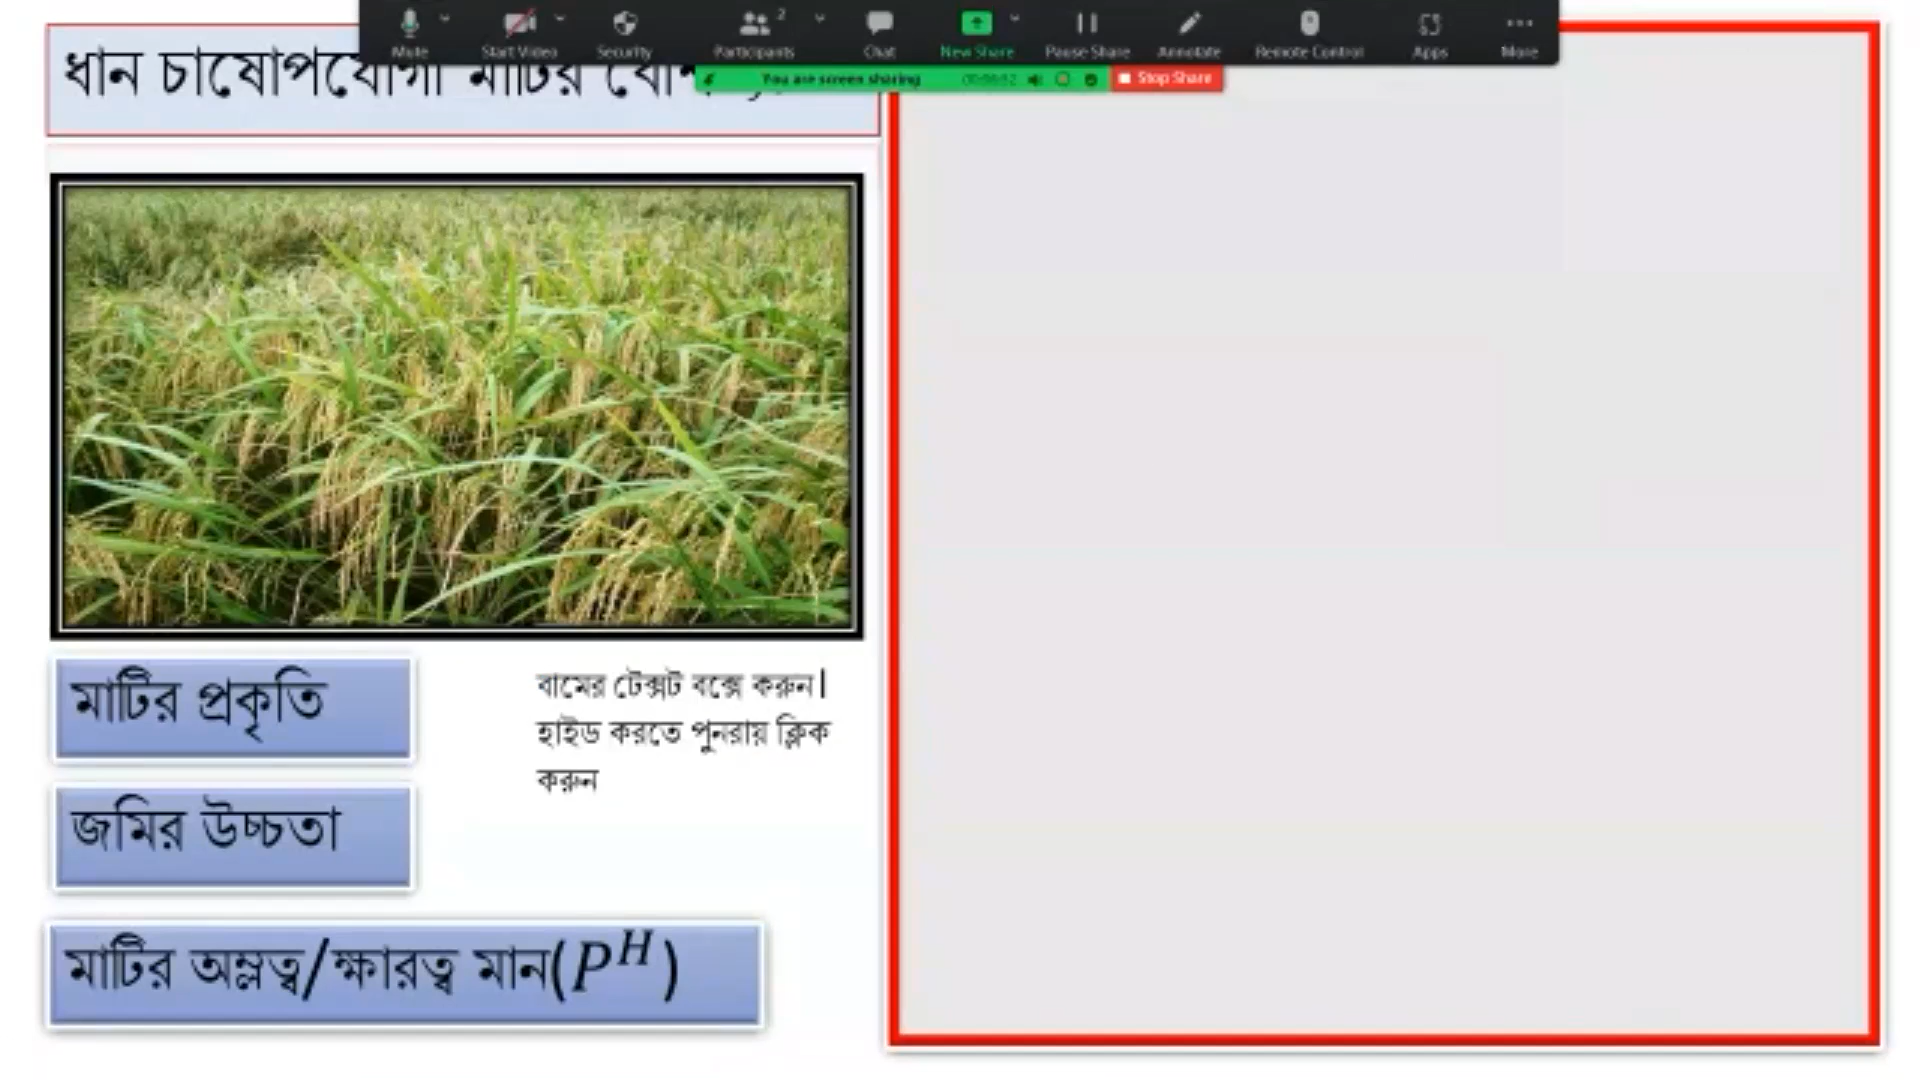 Mute
Start Video
Security
Participants 2
Chat
New Share
Pause Share
Annotate
Remote Control
Apps
More
You are screen sharing
Stop Share
ধান চাষোপযোগী মাটির
মাটির প্রকৃতি
বামের টেক্সট বক্সে করুন।
হাইড করতে পুনরায় ক্লিক
করুন
জমির উচ্চতা
মাটির অম্লত্ব/ক্ষারত্ব মান(P^H)